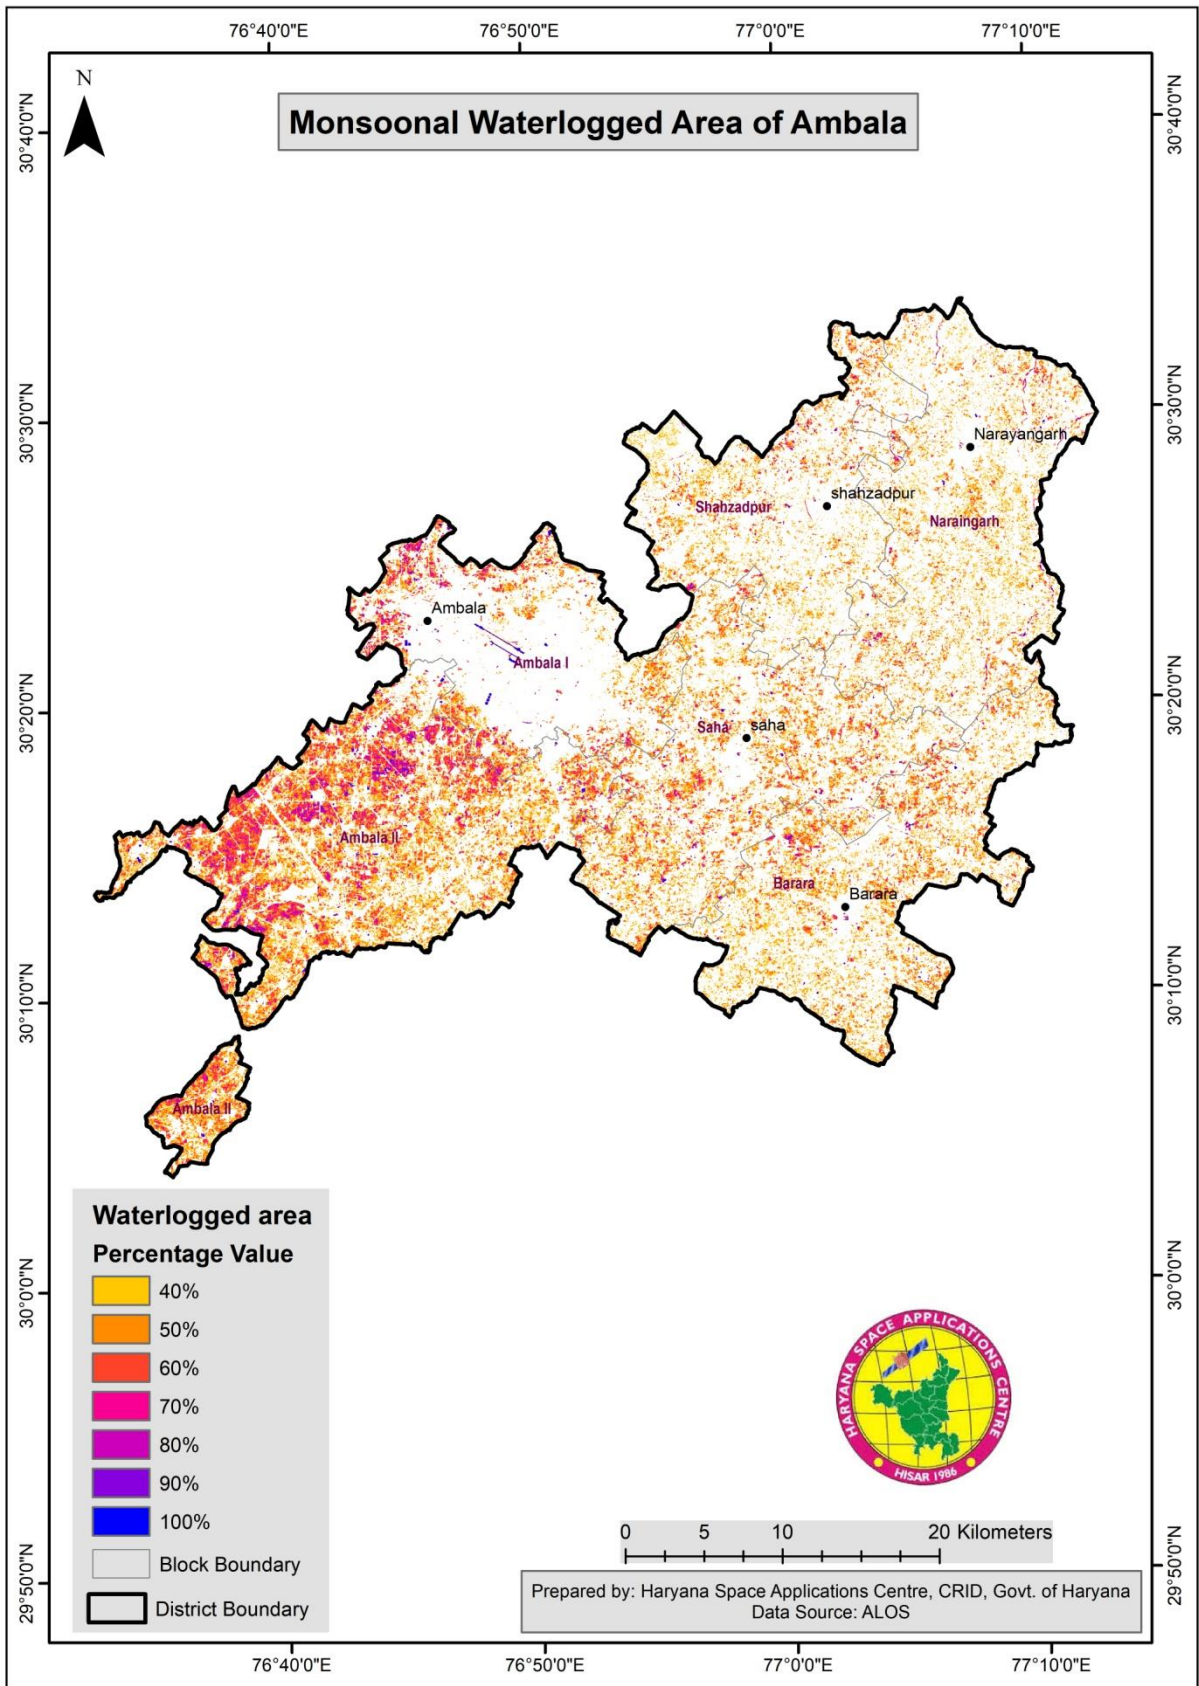 76°40'0"E 76°50'0"E 77°0'0"E 77°10'0"E
N
Monsoonal Waterlogged Area of Ambala
30°40'0"N
30°40'0"N
30°30'0"N
30°30'0"N
Narayangarh
shahzadpur
Shahzadpur
Naraingarh
Ambala
Ambala I
30°20'0"N
30°20'0"N
Saha
saha
Ambala II
Barara
Barara
30°10'0"N
30°10'0"N
Ambala II
Waterlogged area
Percentage Value
40%
50%
60%
70%
80%
90%
100%
Block Boundary
District Boundary
30°0'0"N
30°0'0"N
HARYANA SPACE APPLICATIONS CENTRE
HISAR 1986
0 5 10 20 Kilometers
Prepared by: Haryana Space Applications Centre, CRID, Govt. of Haryana
Data Source: ALOS
29°50'0"N
29°50'0"N
76°40'0"E 76°50'0"E 77°0'0"E 77°10'0"E